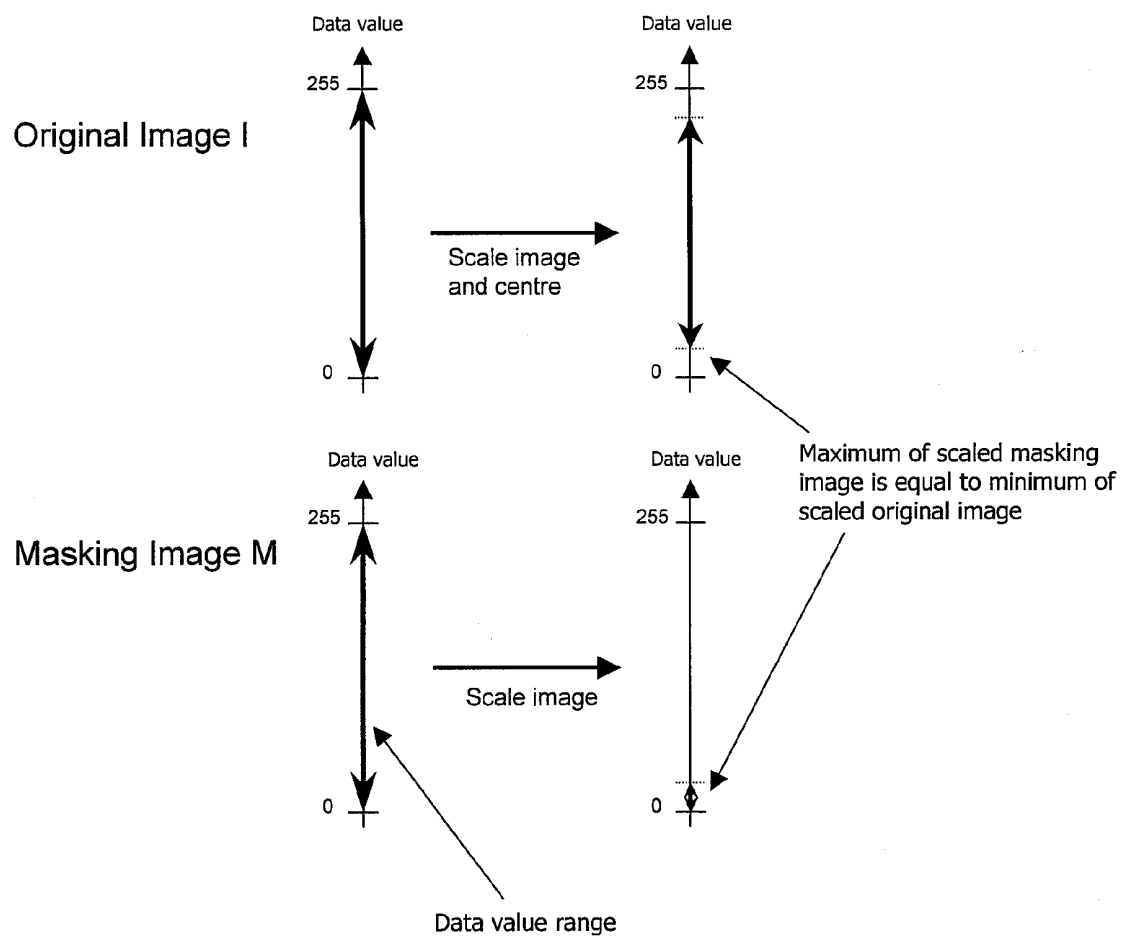 Data value
Data value
255
255
Original Image I
Scale image
and centre
0
0
Data value
Data value
Maximum of scaled masking
image is equal to minimum of
scaled original image
255
255
Masking Image M
Scale image
0
0
Data value range